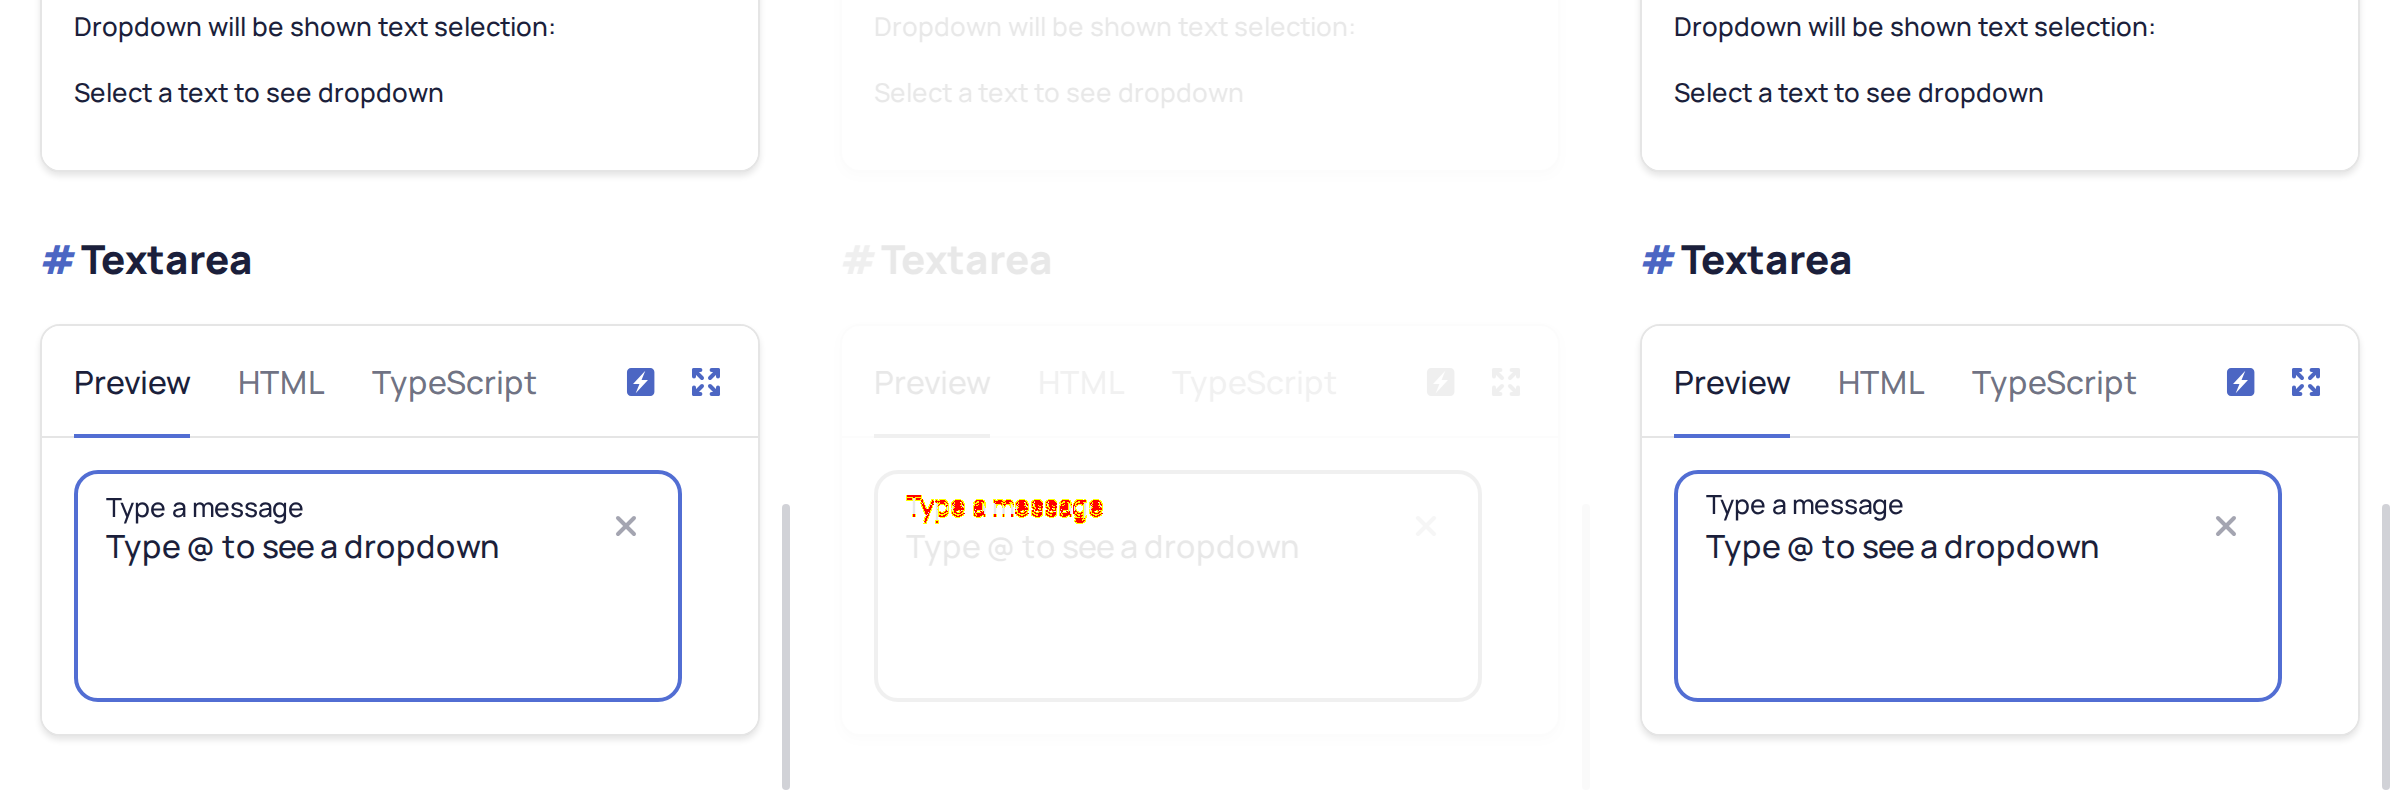 Dropdown will be shown text selection:
Select a text to see dropdown
# Textarea
Preview HTML TypeScript
Type a message
Type @ to see a dropdown
Dropdown will be shown text selection:
Select a text to see dropdown
# Textarea
Preview HTML TypeScript
Type a message
Type @ to see a dropdown
Dropdown will be shown text selection:
Select a text to see dropdown
# Textarea
Preview HTML TypeScript
Type a message
Type @ to see a dropdown